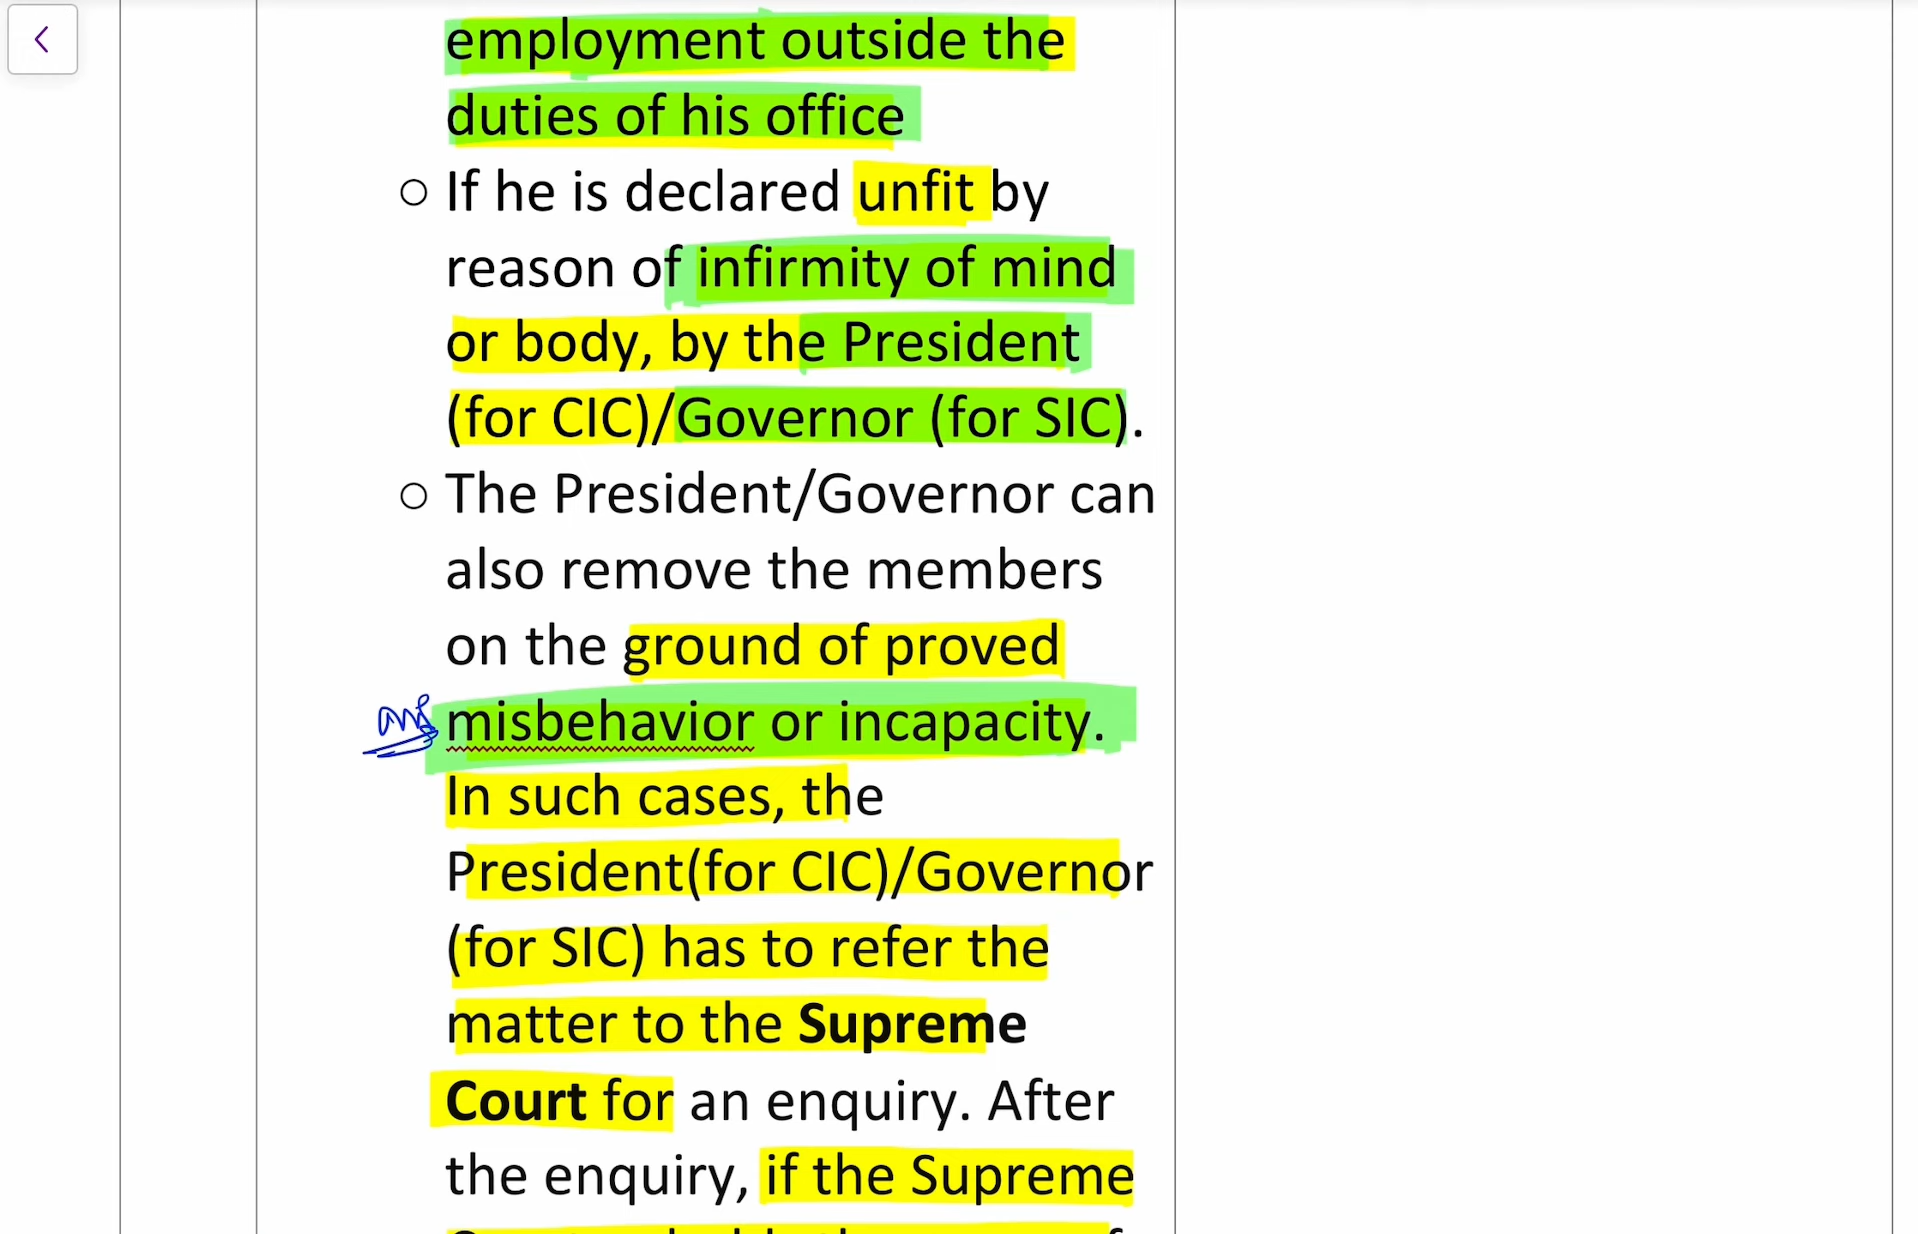 employment outside the
duties of his office
○ If he is declared unfit by
reason of infirmity of mind
or body, by the President
(for CIC)/Governor (for SIC).
○ The President/Governor can
also remove the members
on the ground of proved
misbehavior or incapacity.
In such cases, the
President(for CIC)/Governor
(for SIC) has to refer the
matter to the Supreme
Court for an enquiry. After
the enquiry, if the Supreme